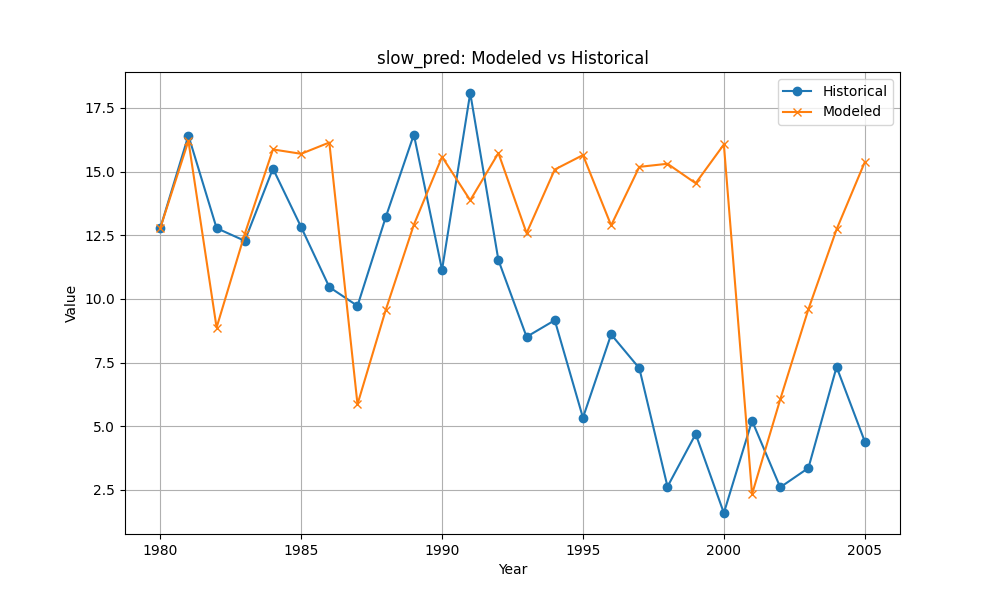 slow_pred: Modeled vs Historical
Historical
Modeled
17.5
15.0
12.5
10.0
7.5
5.0
2.5
Value
1980
1985
1990
1995
2000
2005
Year